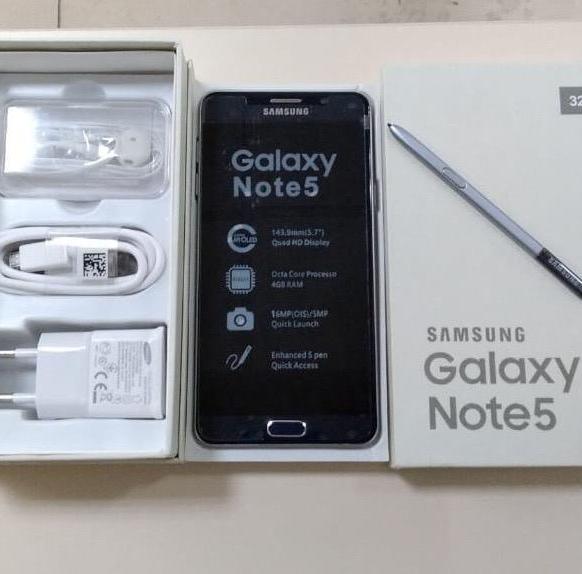 SAMSUNG
Galaxy
Note5
143.9mm(5.7")
Quad HD Display
Octa Core Processo
4GB RAM
16MP(OIS)/5MP
Quick Launch
Enhanced S pen
Quick Access
32
SAMSUNG
SAMSUNG
Galaxy
Note5